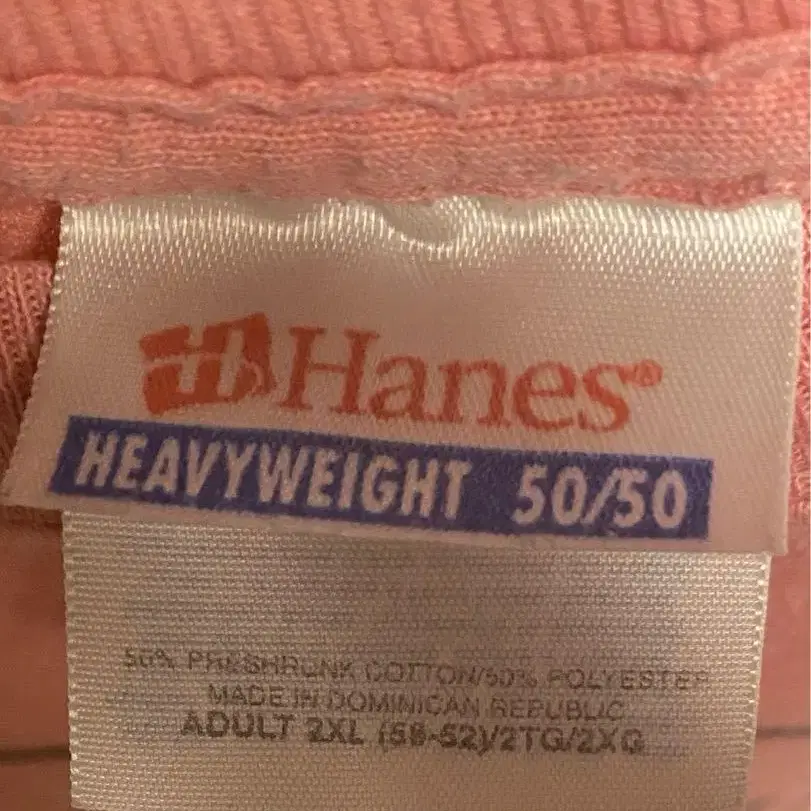 Hanes®
HEAVYWEIGHT 50/50
50% PRESHRUNK COTTON/50% POLYESTER
MADE IN DOMINICAN REPUBLIC
ADULT 2XL (50-52)/2TG/2XG